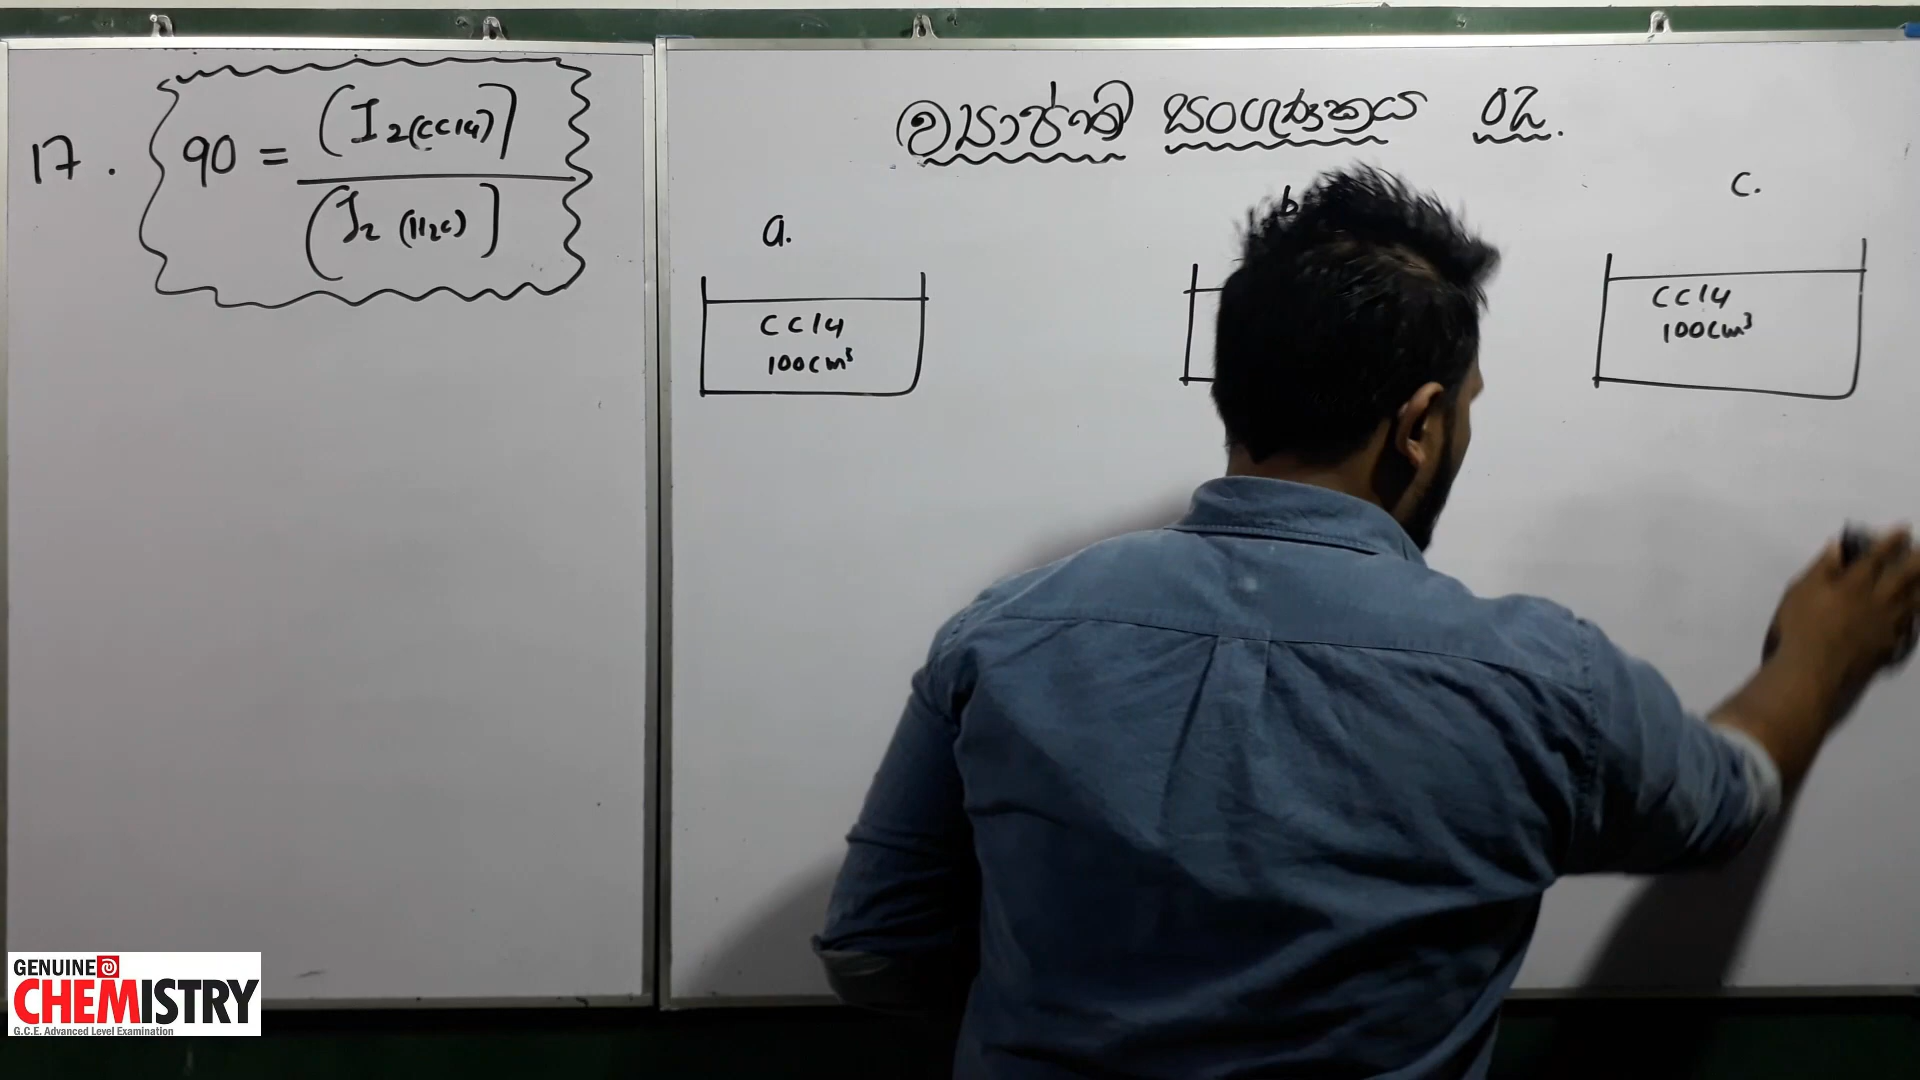 17. 90 = [I₂(CCl₄)] / [I₂(H₂O)]
ව්‍යාප්ති සංගුණකය 02.
a.
b
c.
CCl4
100cm³
CCl4
100cm³
GENUINE
CHEMISTRY
G.C.E. Advanced Level Examination